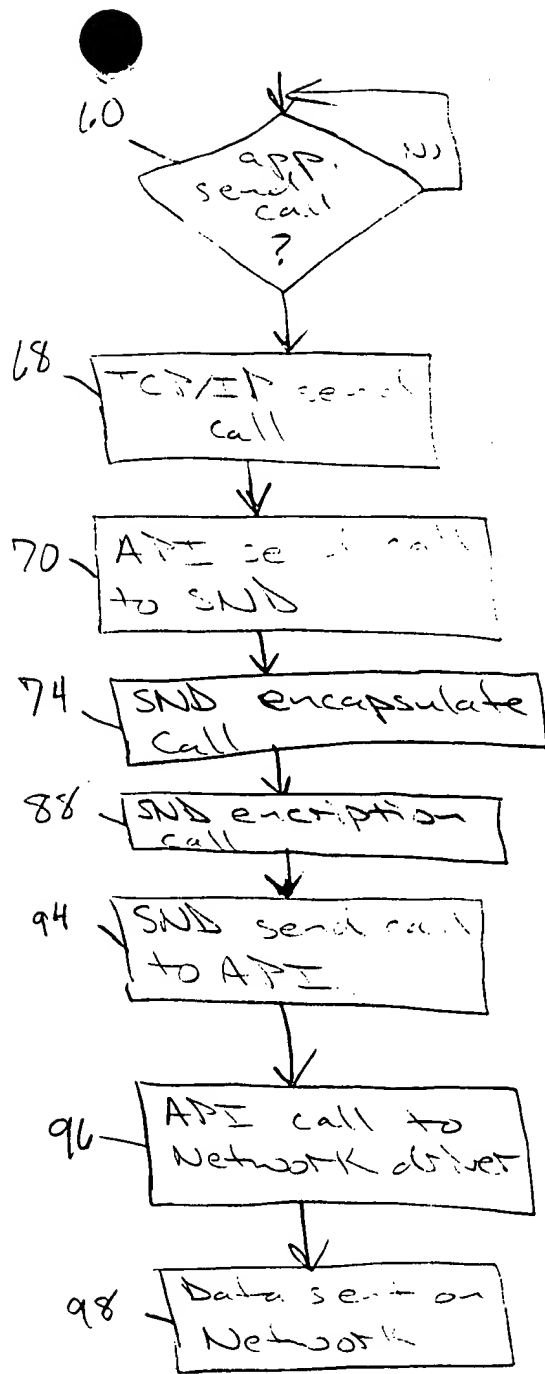 60
app.
send
call
?
NO
68
TCP/IP send
call
70
API send call
to SND
74
SND encapsulate
Call
88
SND encription
call
94
SND send call
to API
96
API call to
Network driver
98
Data sent on
Network